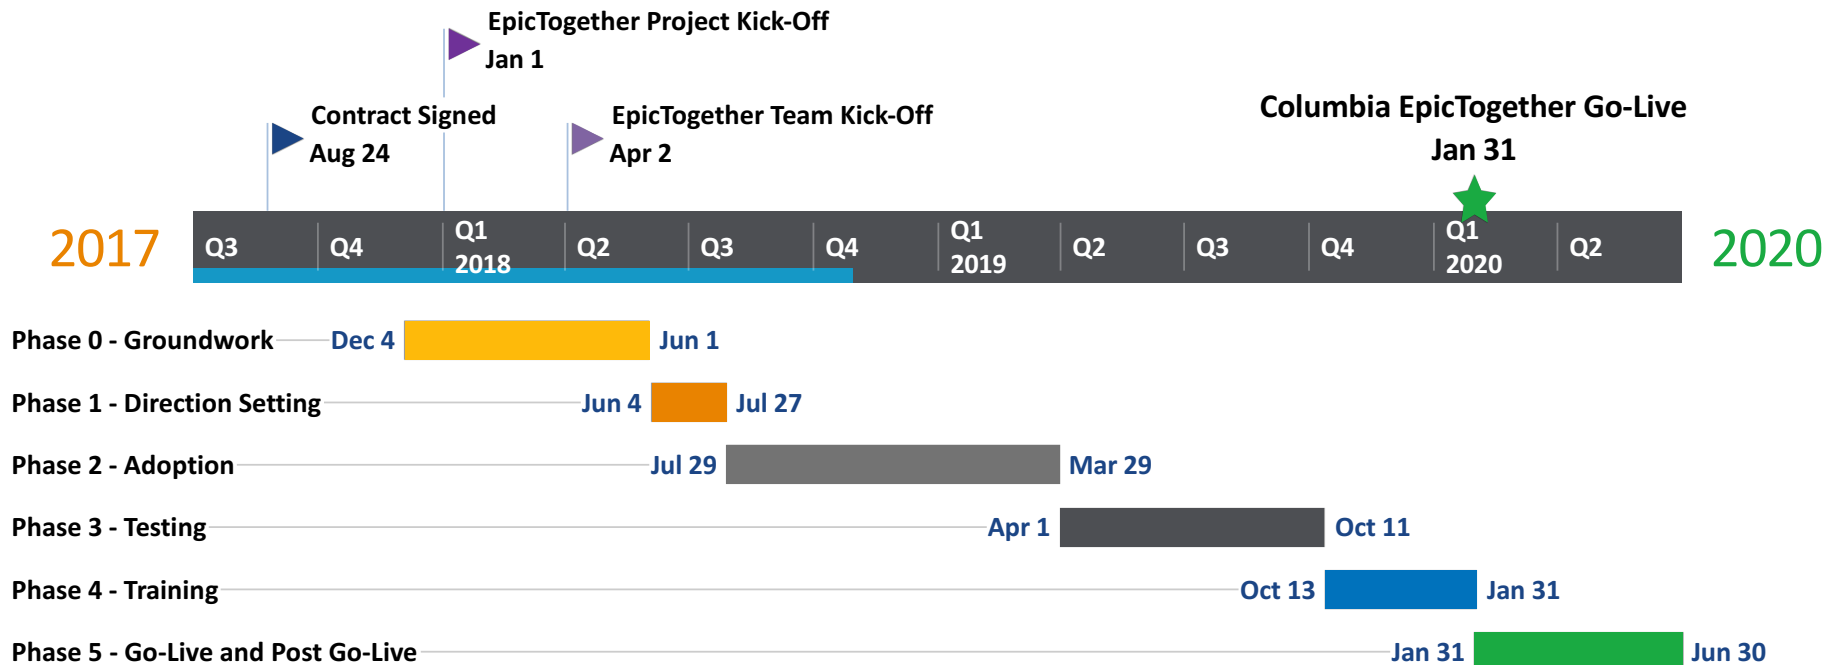 EpicTogether Project Kick-Off
Jan 1
Contract Signed
Aug 24
EpicTogether Team Kick-Off
Apr 2
Columbia EpicTogether Go-Live
Jan 31
2017
Q3
Q4
Q1
2018
Q2
Q3
Q4
Q1
2019
Q2
Q3
Q4
Q1
2020
Q2
2020
Phase 0 - Groundwork Dec 4 Jun 1
Phase 1 - Direction Setting Jun 4 Jul 27
Phase 2 - Adoption Jul 29 Mar 29
Phase 3 - Testing Apr 1 Oct 11
Phase 4 - Training Oct 13 Jan 31
Phase 5 - Go-Live and Post Go-Live Jan 31 Jun 30